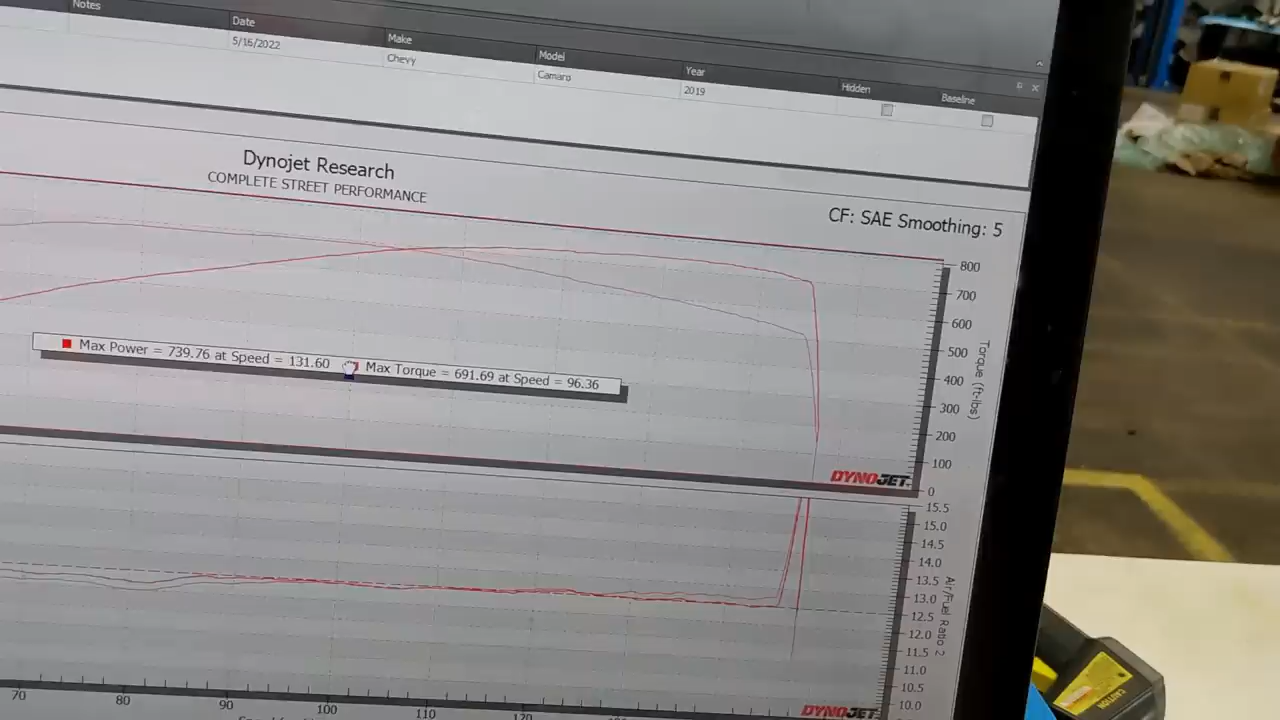 Notes Date Make Model Year Hidden Baseline
5/16/2022 Chevy Camaro 2019
Dynojet Research
COMPLETE STREET PERFORMANCE
CF: SAE Smoothing: 5
800
700
600
500
400
300
200
100
0
Torque (ft-lbs)
Max Power = 739.76 at Speed = 131.60 Max Torque = 691.69 at Speed = 96.36
DYNOJET
15.5
15.0
14.5
14.0
13.5
13.0
12.5
12.0
11.5
11.0
10.5
10.0
Air/Fuel Ratio 2
70 80 90 100 110 120
DYNOJET
CAUTION